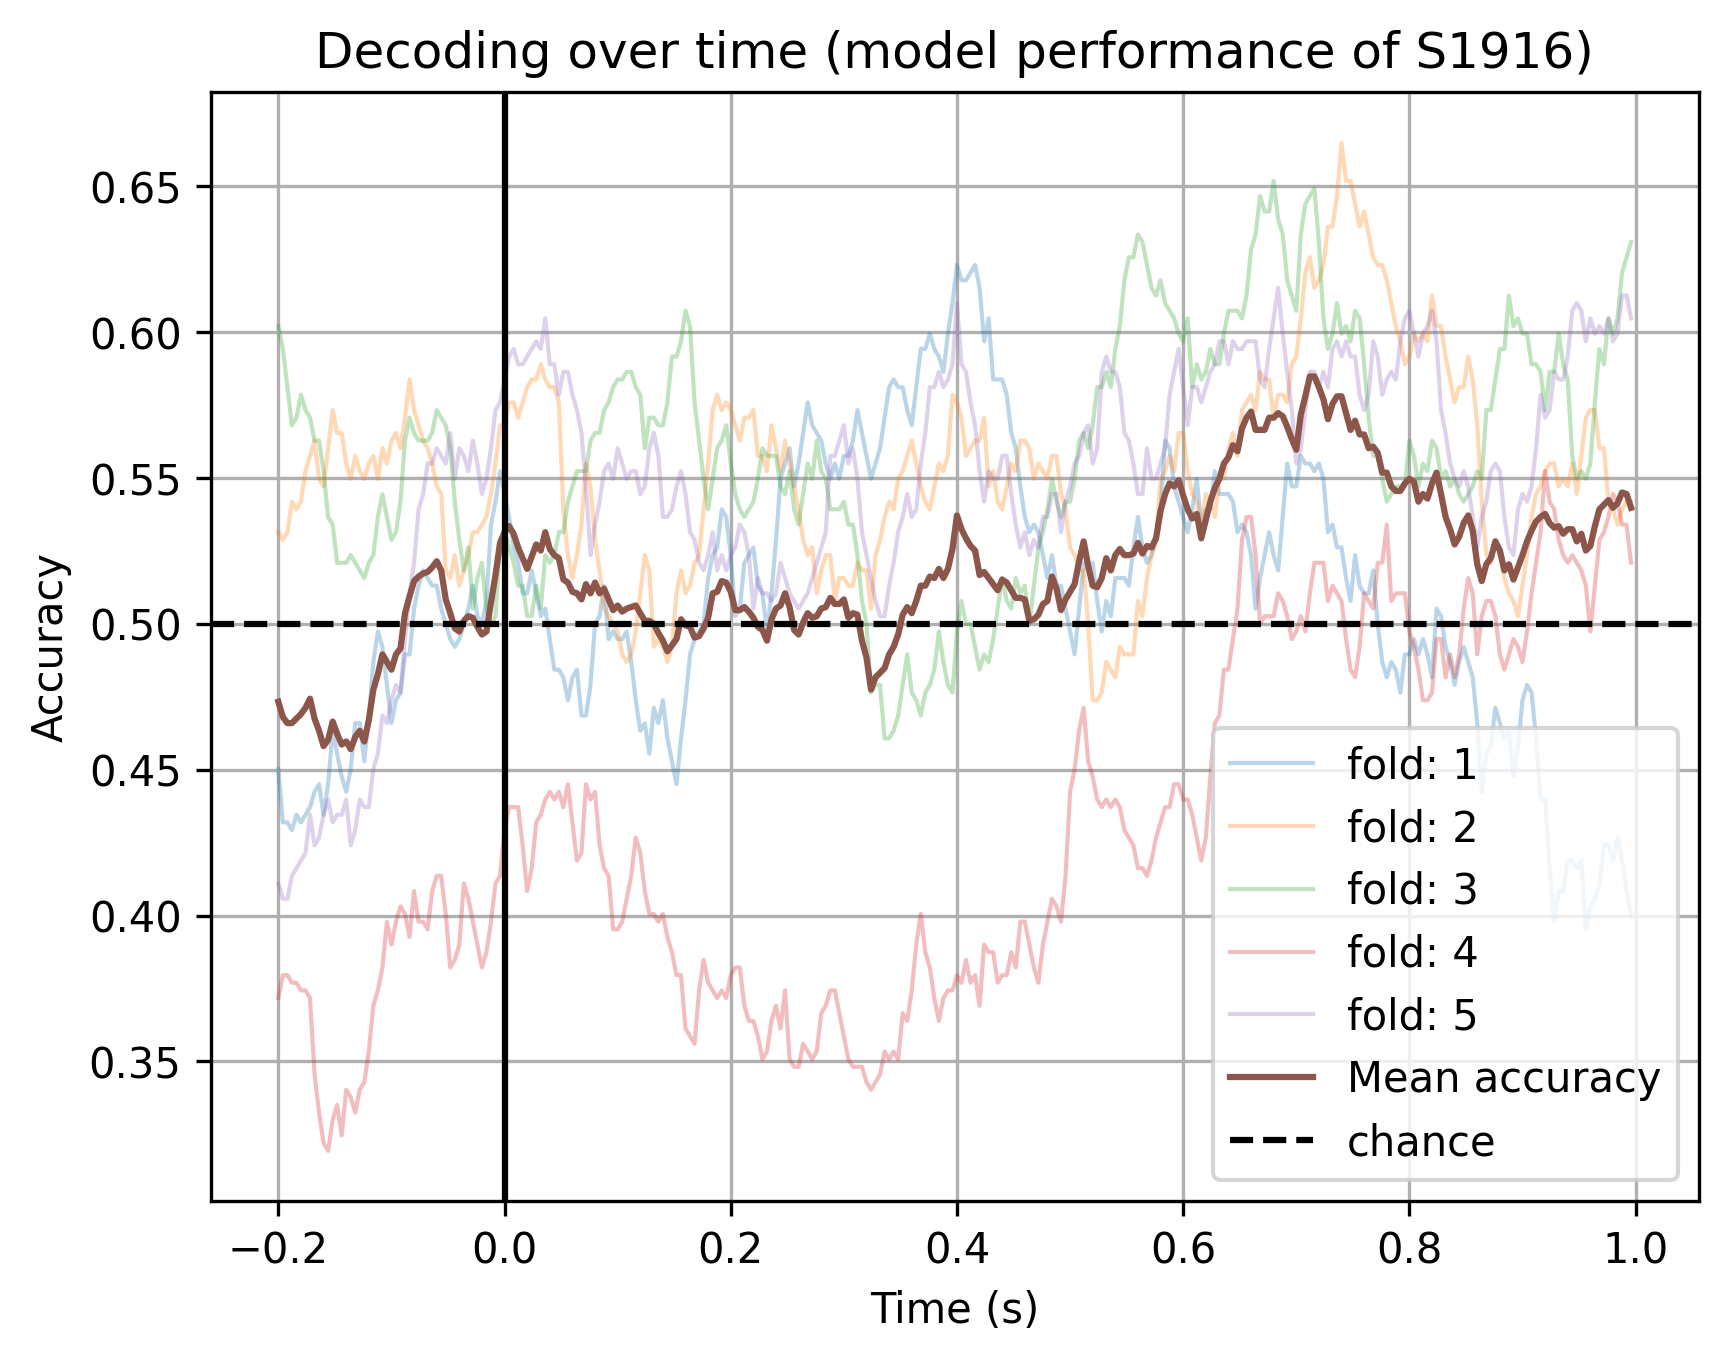 Decoding over time (model performance of S1916)
Accuracy
0.65
0.60
0.55
0.50
0.45
0.40
0.35
fold: 1
fold: 2
fold: 3
fold: 4
fold: 5
Mean accuracy
chance
−0.2 0.0 0.2 0.4 0.6 0.8 1.0
Time (s)